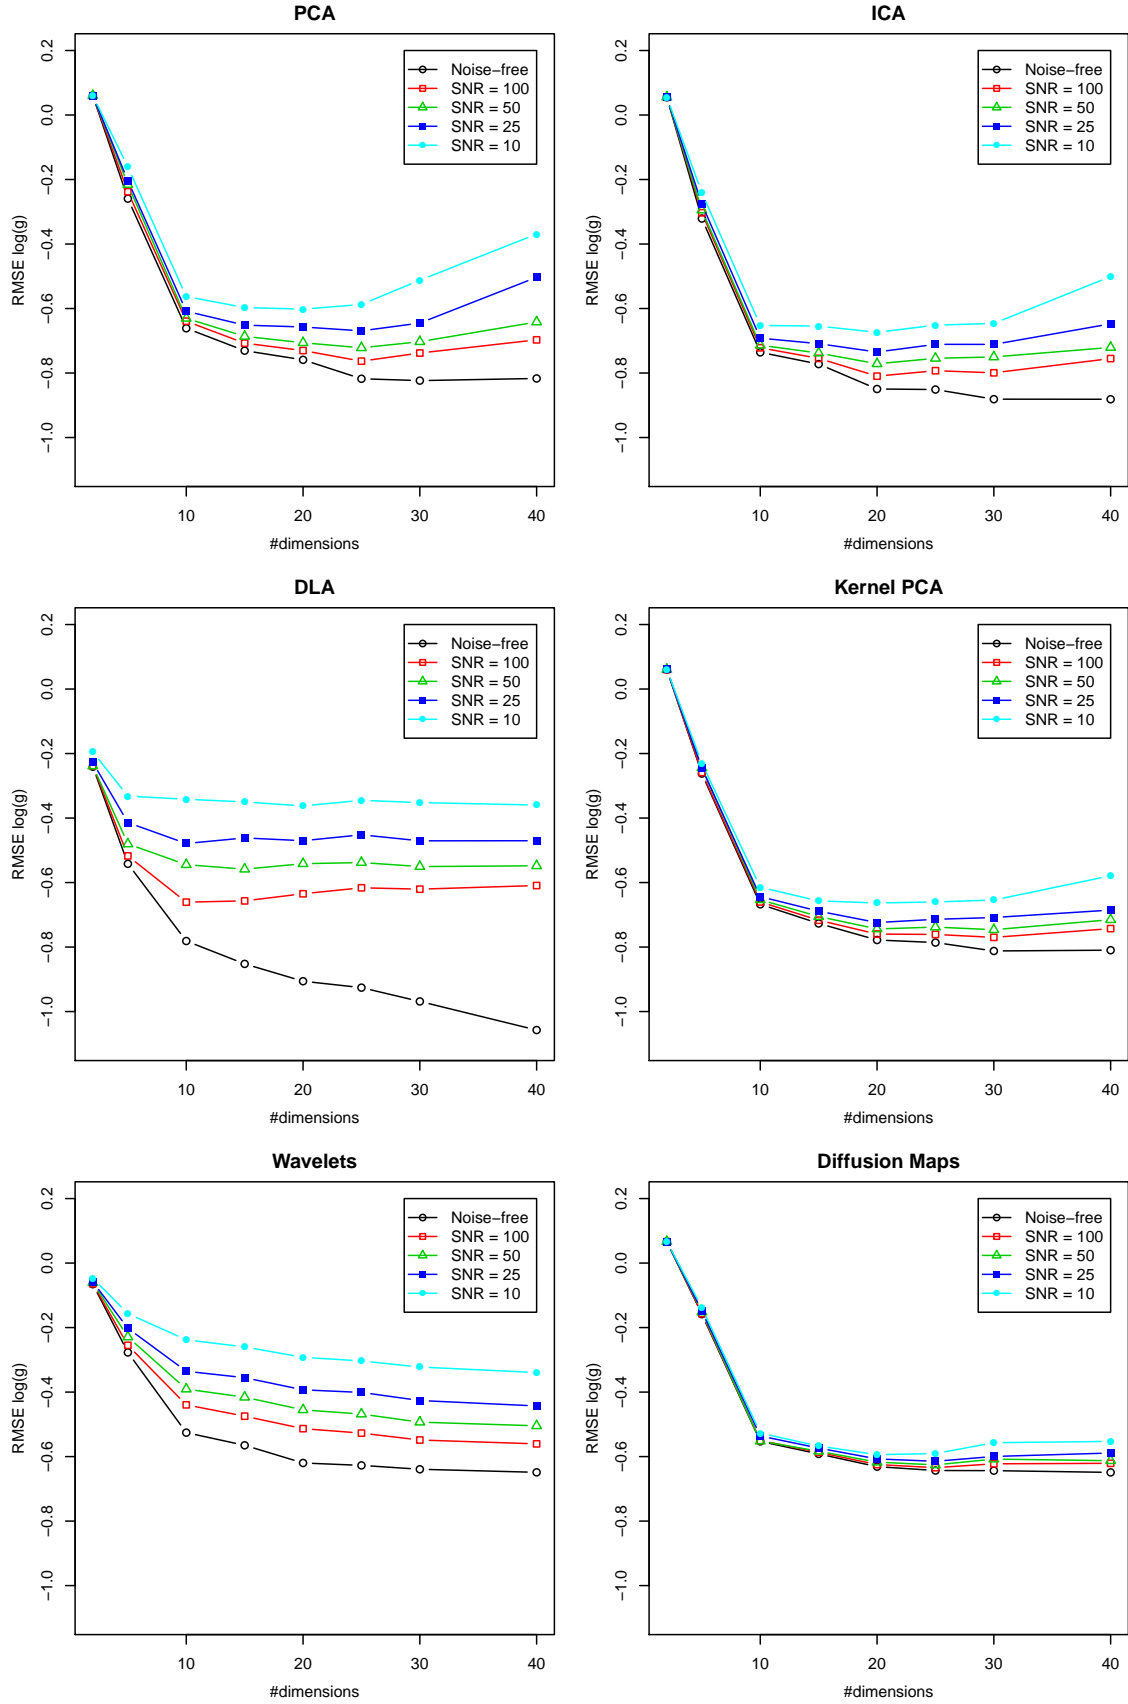 PCA
RMSE log(g)
0.2
0.0
−0.2
−0.4
−0.6
−0.8
−1.0
Noise−free
SNR = 100
SNR = 50
SNR = 25
SNR = 10
10 20 30 40
#dimensions
ICA
RMSE log(g)
0.2
0.0
−0.2
−0.4
−0.6
−0.8
−1.0
Noise−free
SNR = 100
SNR = 50
SNR = 25
SNR = 10
10 20 30 40
#dimensions
DLA
RMSE log(g)
0.2
0.0
−0.2
−0.4
−0.6
−0.8
−1.0
Noise−free
SNR = 100
SNR = 50
SNR = 25
SNR = 10
10 20 30 40
#dimensions
Kernel PCA
RMSE log(g)
0.2
0.0
−0.2
−0.4
−0.6
−0.8
−1.0
Noise−free
SNR = 100
SNR = 50
SNR = 25
SNR = 10
10 20 30 40
#dimensions
Wavelets
RMSE log(g)
0.2
0.0
−0.2
−0.4
−0.6
−0.8
−1.0
Noise−free
SNR = 100
SNR = 50
SNR = 25
SNR = 10
10 20 30 40
#dimensions
Diffusion Maps
RMSE log(g)
0.2
0.0
−0.2
−0.4
−0.6
−0.8
−1.0
Noise−free
SNR = 100
SNR = 50
SNR = 25
SNR = 10
10 20 30 40
#dimensions